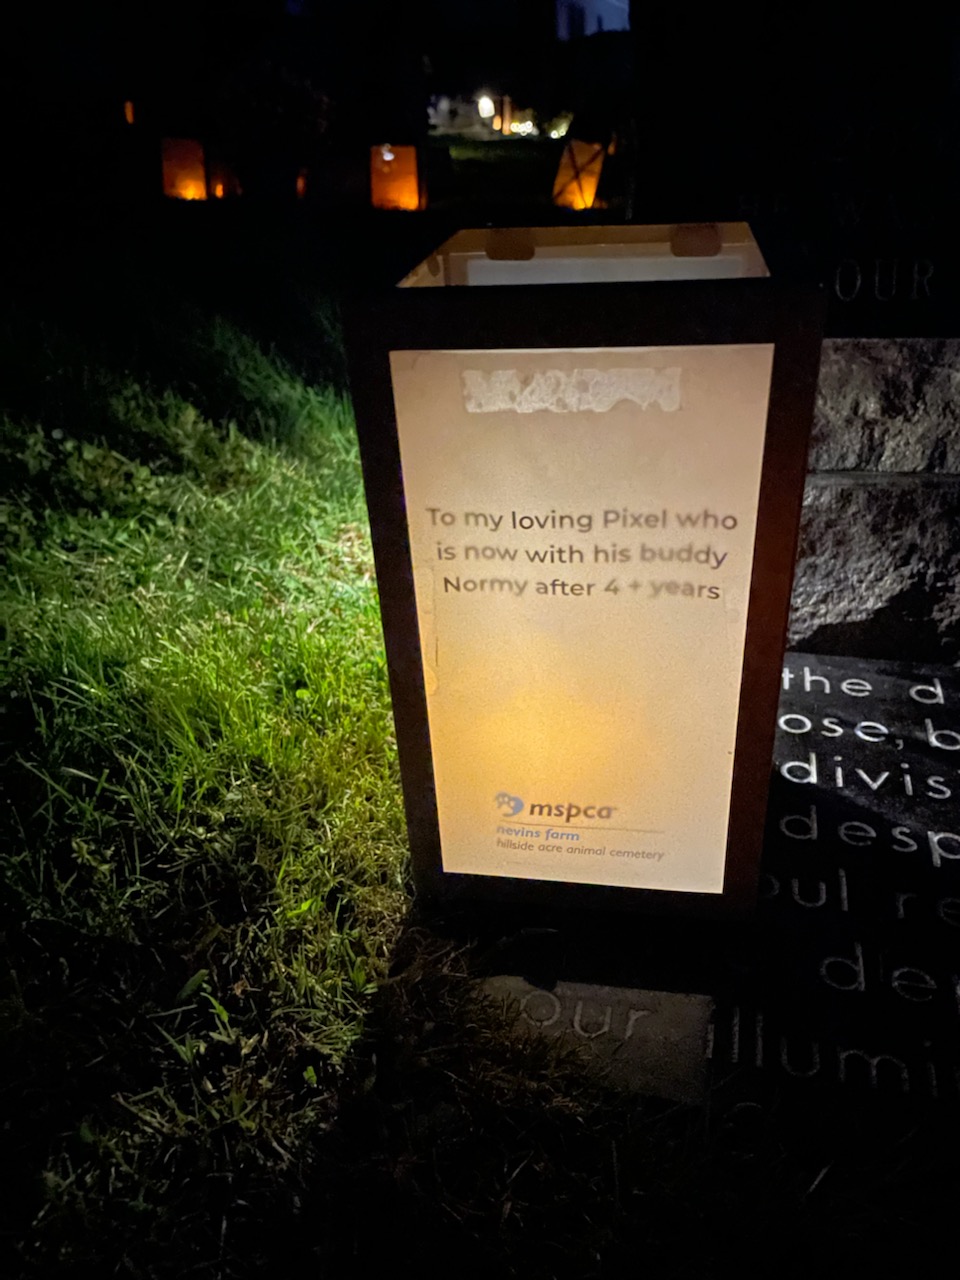 OUR
To my loving Pixel who
is now with his buddy
Normy after 4 + years
mspca
nevins farm
hillside acre animal cemetery
the d
ose, b
divis
desp
oul re
de
our
illumi